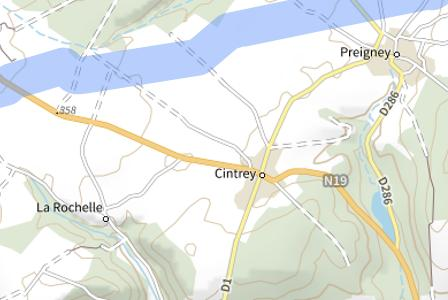 Preigney
D286
358
Cintrey
N19
D286
La Rochelle
D1